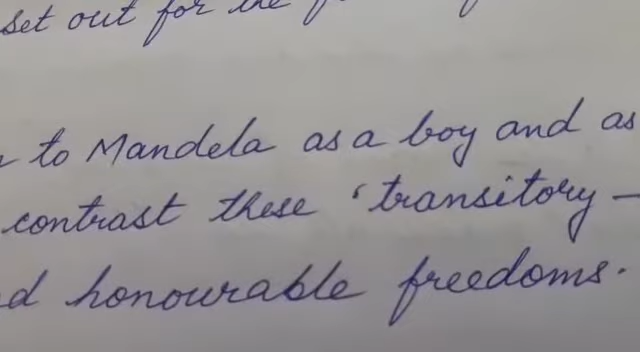 set out for the
to Mandela as a boy and as
contrast these 'transitory –
honourable freedoms.